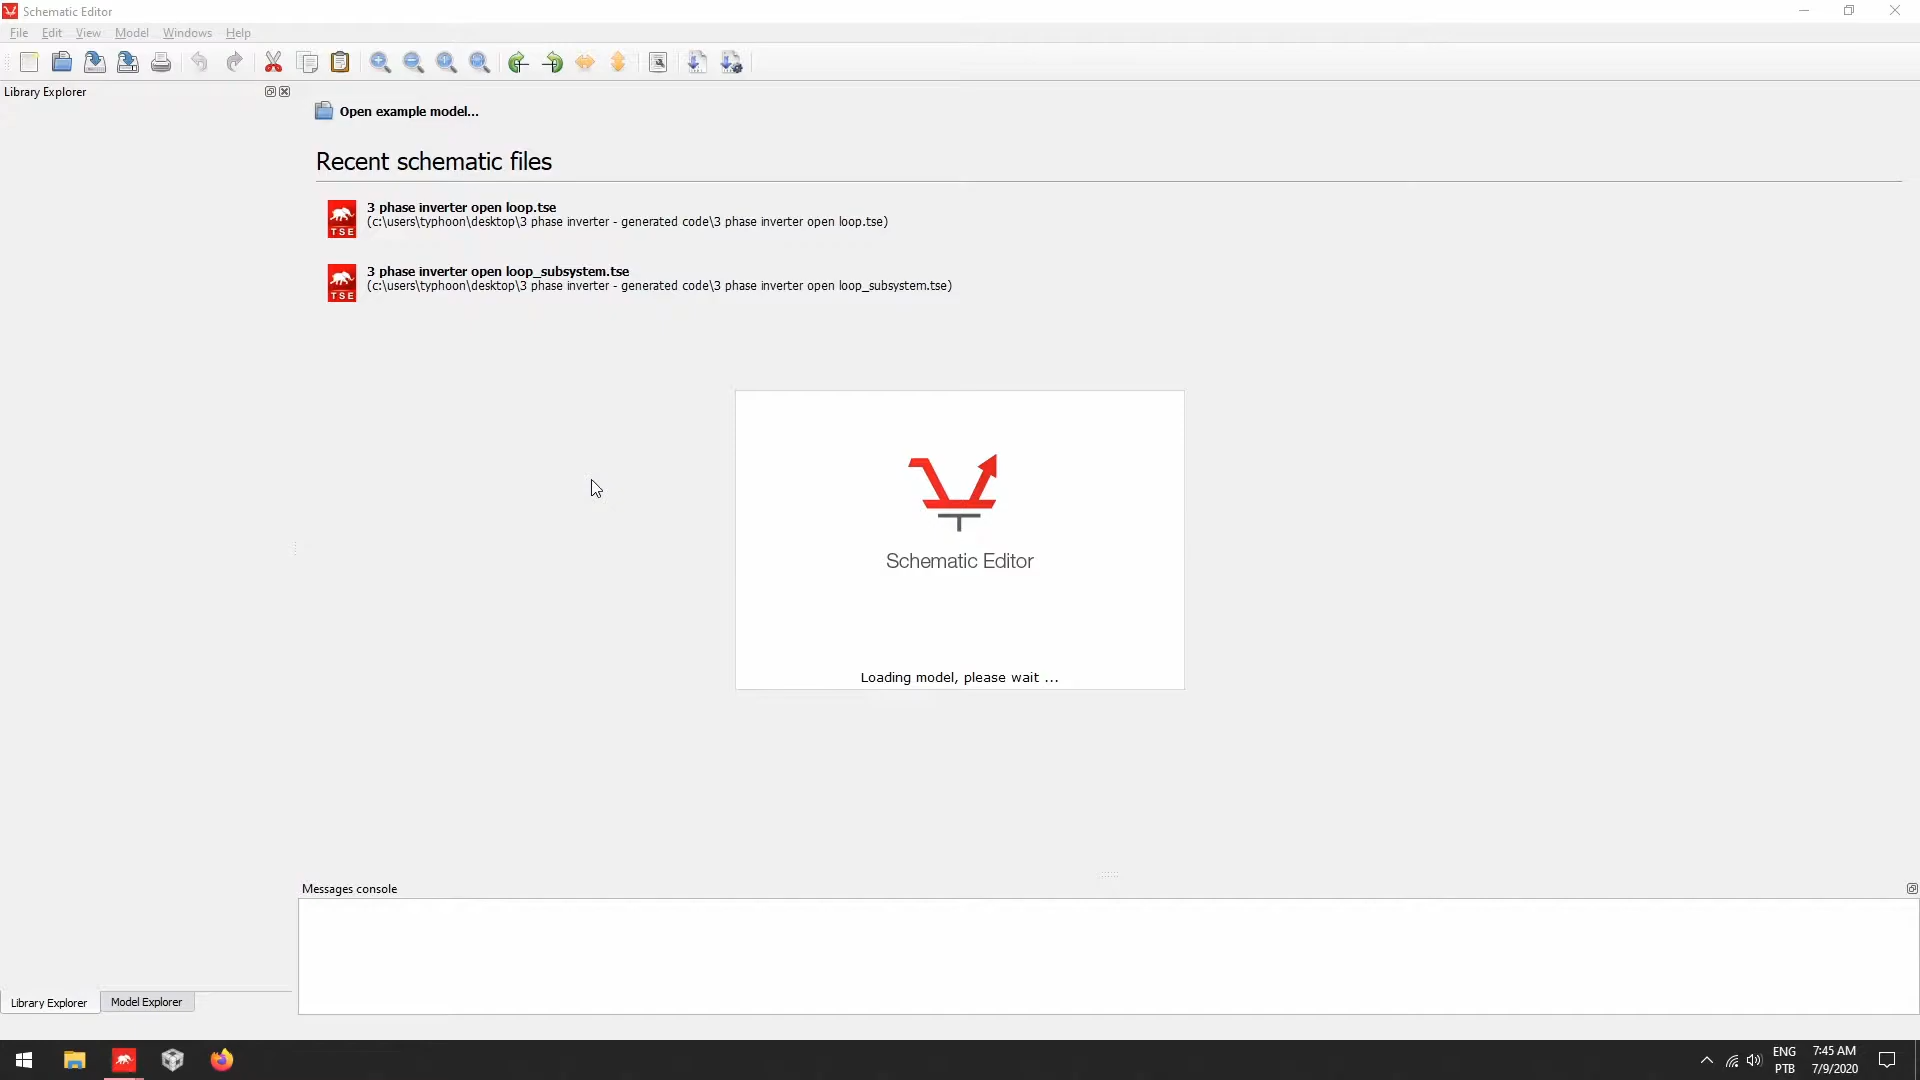 Schematic Editor
File Edit View Model Windows Help
Library Explorer
Open example model...
Recent schematic files
3 phase inverter open loop.tse
(c:\users\typhoon\desktop\3 phase inverter - generated code\3 phase inverter open loop.tse)
TSE
3 phase inverter open loop_subsystem.tse
(c:\users\typhoon\desktop\3 phase inverter - generated code\3 phase inverter open loop_subsystem.tse)
TSE
Schematic Editor
Loading model, please wait ...
Messages console
Library Explorer Model Explorer
ENG 7:45 AM
PTB 7/9/2020